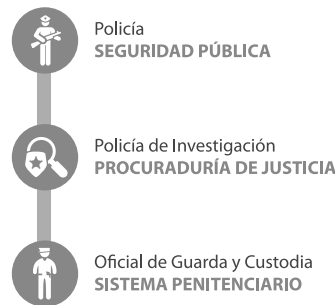 Policía
SEGURIDAD PÚBLICA
Policía de Investigación
PROCURADURÍA DE JUSTICIA
Oficial de Guarda y Custodia
SISTEMA PENITENCIARIO